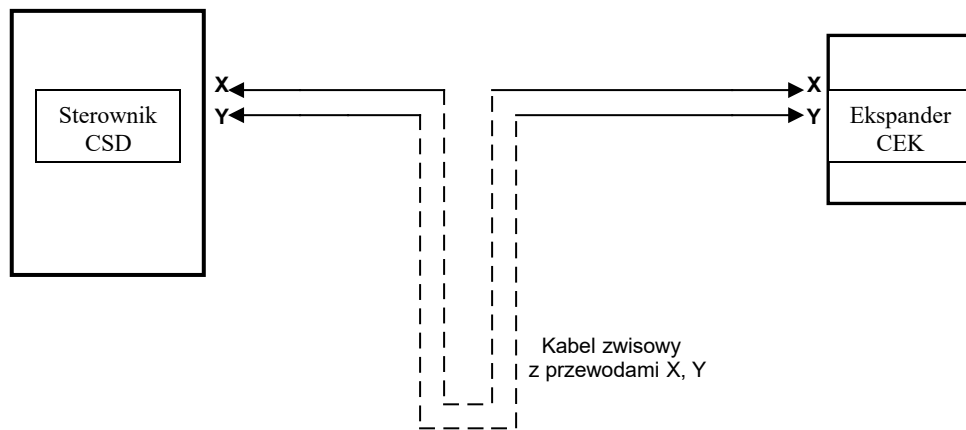 X
Y
Sterownik
CSD
X
Y
Ekspander
CEK
Kabel zwisowy
z przewodami X, Y